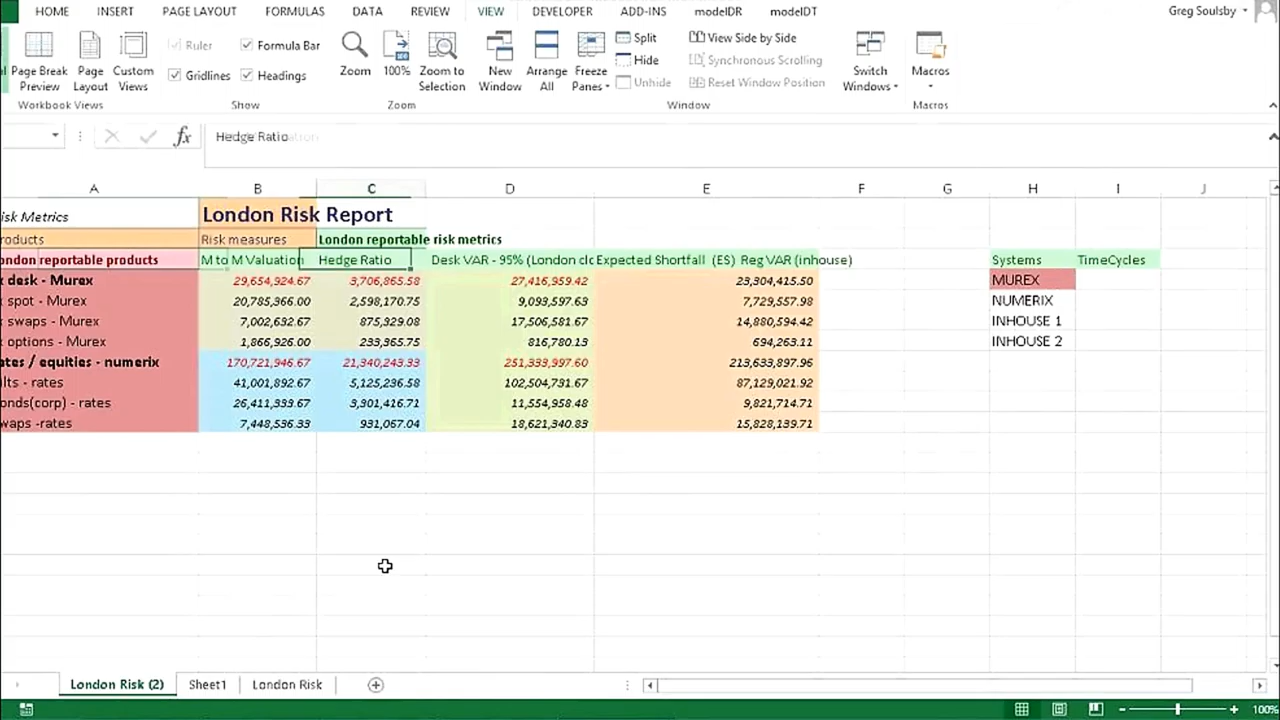 HOME INSERT PAGE LAYOUT FORMULAS DATA REVIEW VIEW DEVELOPER ADD-INS modelDR modelDT Greg Soulsby
Ruler Formula Bar Split View Side by Side
Gridlines Headings Hide Synchronous Scrolling
Page Break Preview Page Layout Custom Views Zoom 100% Zoom to Selection New Window Arrange All Freeze Panes Unhide Reset Window Position Switch Windows Macros
Workbook Views Show Zoom Window Macros
fx Hedge Ratio
A B C D E F G H I J
isk Metrics London Risk Report
roducts Risk measures London reportable risk metrics
ondon reportable products M to M Valuation Hedge Ratio Desk VAR - 95% (London clo Expected Shortfall (ES) Reg VAR (inhouse) Systems TimeCycles
x desk - Murex 29,654,924.67 3,706,865.58 27,416,959.42 23,304,415.50 MUREX
x spot - Murex 20,785,366.00 2,598,170.75 9,093,597.63 7,729,557.98 NUMERIX
x swaps - Murex 7,002,632.67 875,329.08 17,506,581.67 14,880,594.42 INHOUSE 1
x options - Murex 1,866,926.00 233,365.75 816,780.13 694,263.11 INHOUSE 2
ates / equities - numerix 170,721,946.67 21,340,243.33 251,333,997.60 213,633,897.96
ilts - rates 41,001,892.67 5,125,236.58 102,504,731.67 87,129,021.92
onds(corp) - rates 26,411,333.67 3,301,416.71 11,554,958.48 9,821,714.71
waps -rates 7,448,536.33 931,067.04 18,621,340.83 15,828,139.71
London Risk (2) Sheet1 London Risk
100%